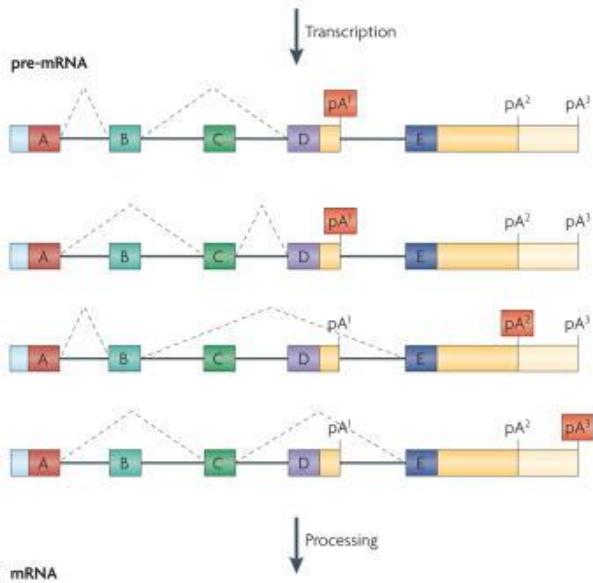 Transcription
pre-mRNA
pA¹ pA² pA³
A B C D E
pA¹ pA² pA³
A B C D E
pA¹ pA² pA³
A B C D E
pA¹ pA² pA³
A B C D E
Processing
mRNA